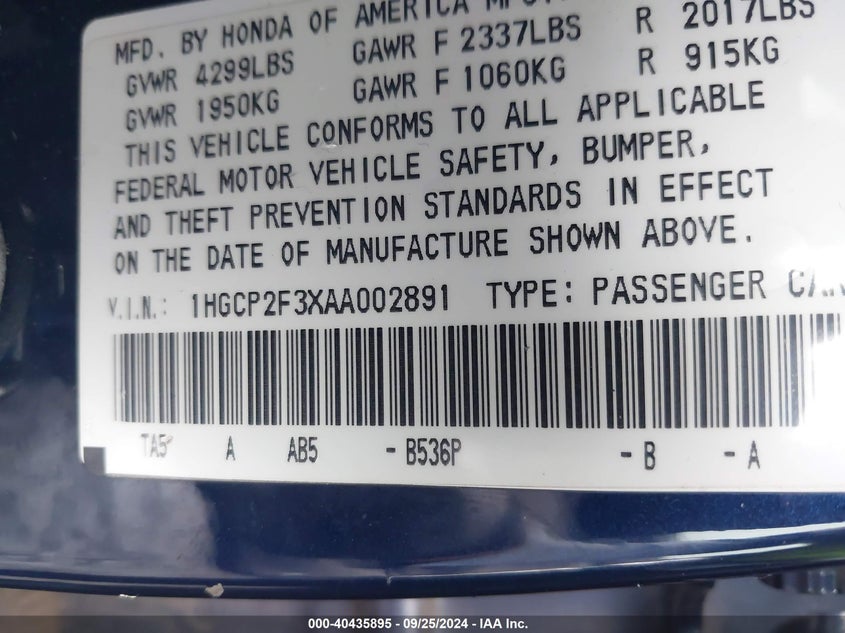 MFD. BY HONDA OF AMERICA
GVWR 4299LBS GAWR F 2337LBS R 2017LBS
GVWR 1950KG GAWR F 1060KG R 915KG
THIS VEHICLE CONFORMS TO ALL APPLICABLE
FEDERAL MOTOR VEHICLE SAFETY, BUMPER,
AND THEFT PREVENTION STANDARDS IN EFFECT
ON THE DATE OF MANUFACTURE SHOWN ABOVE.
V.I.N.: 1HGCP2F3XAA002891 TYPE: PASSENGER
A AB5 - B536P - B - A
000-40435895 - 09/25/2024 - IAA Inc.